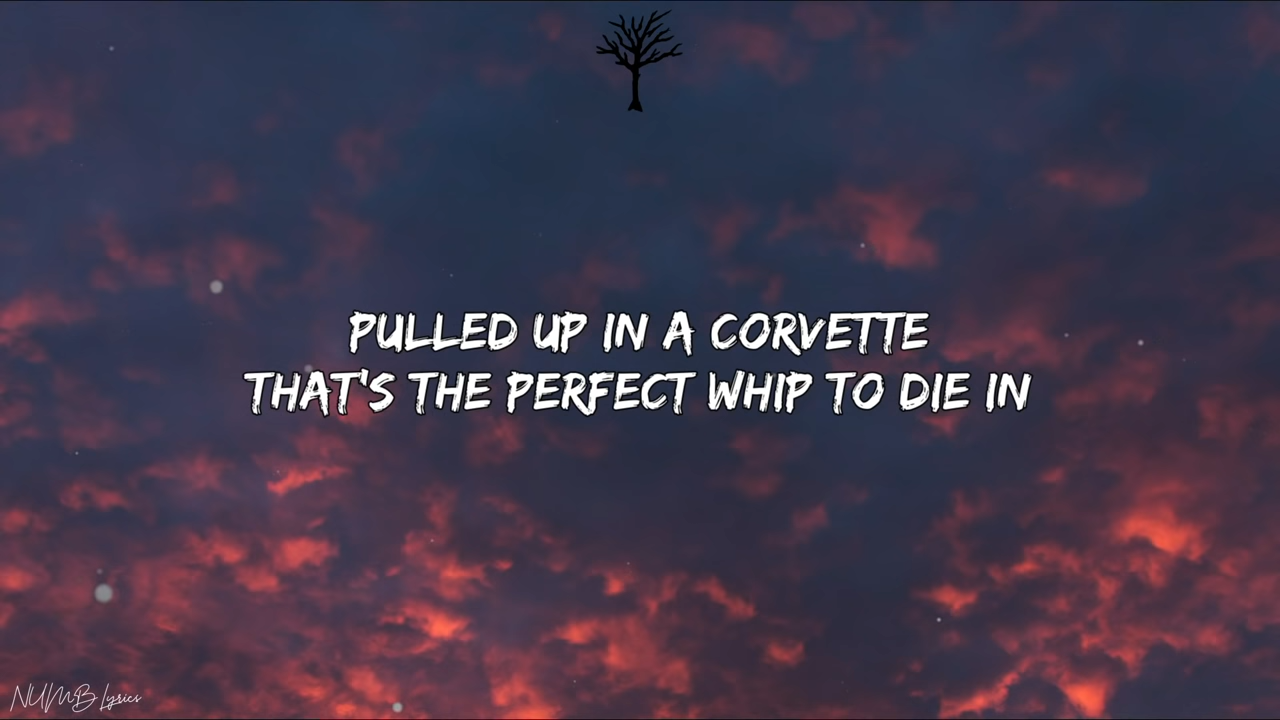 PULLED UP IN A CORVETTE
THAT'S THE PERFECT WHIP TO DIE IN
NUMB Lyrics